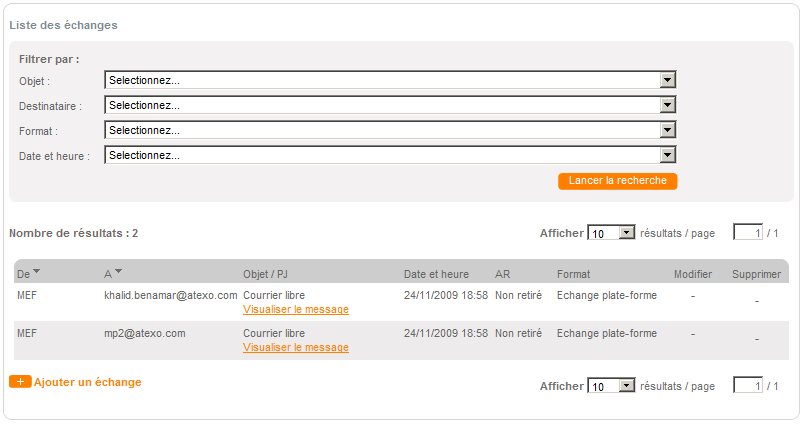 Liste des échanges
Filtrer par :
Objet : Selectionnez...
Destinataire : Selectionnez...
Format : Selectionnez...
Date et heure : Selectionnez...
Lancer la recherche
Nombre de résultats : 2 Afficher 10 résultats / page 1 / 1
De A Objet / PJ Date et heure AR Format Modifier Supprimer
MEF khalid.benamar@atexo.com Courrier libre 24/11/2009 18:58 Non retiré Echange plate-forme - -
Visualiser le message
MEF mp2@atexo.com Courrier libre 24/11/2009 18:58 Non retiré Echange plate-forme - -
Visualiser le message
+ Ajouter un échange Afficher 10 résultats / page 1 / 1